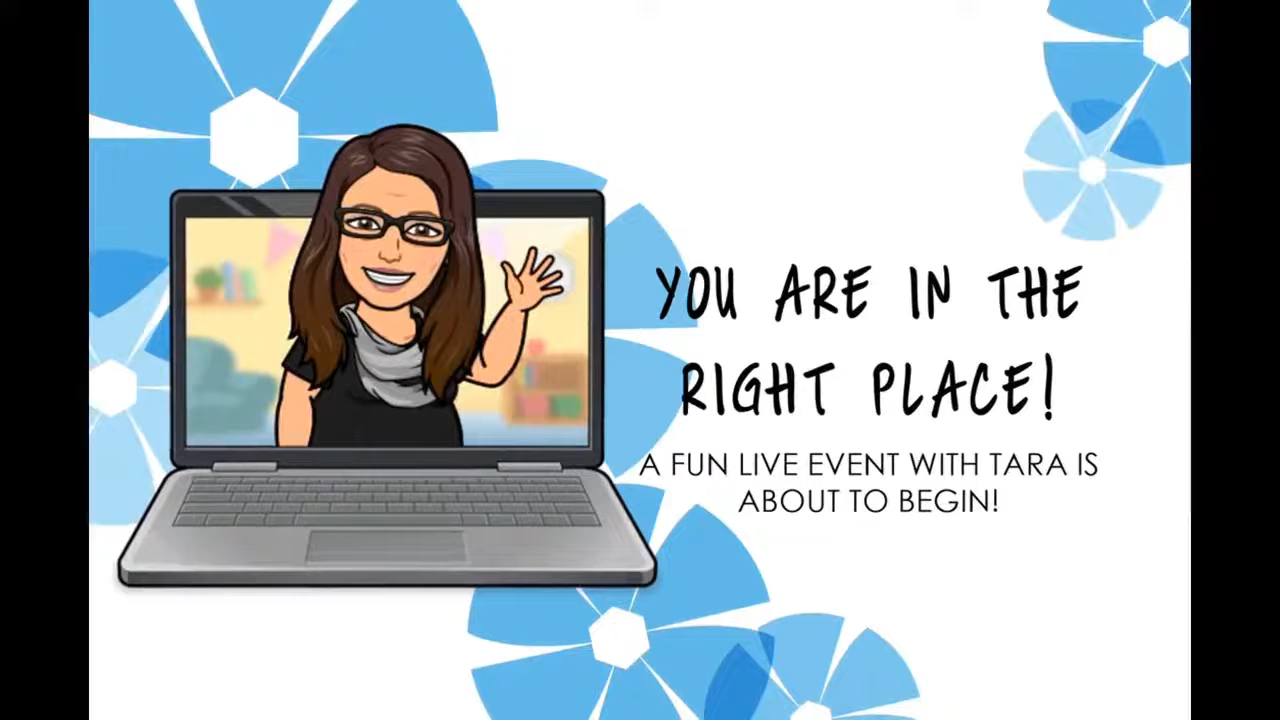 YOU ARE IN THE
RIGHT PLACE!
A FUN LIVE EVENT WITH TARA IS
ABOUT TO BEGIN!